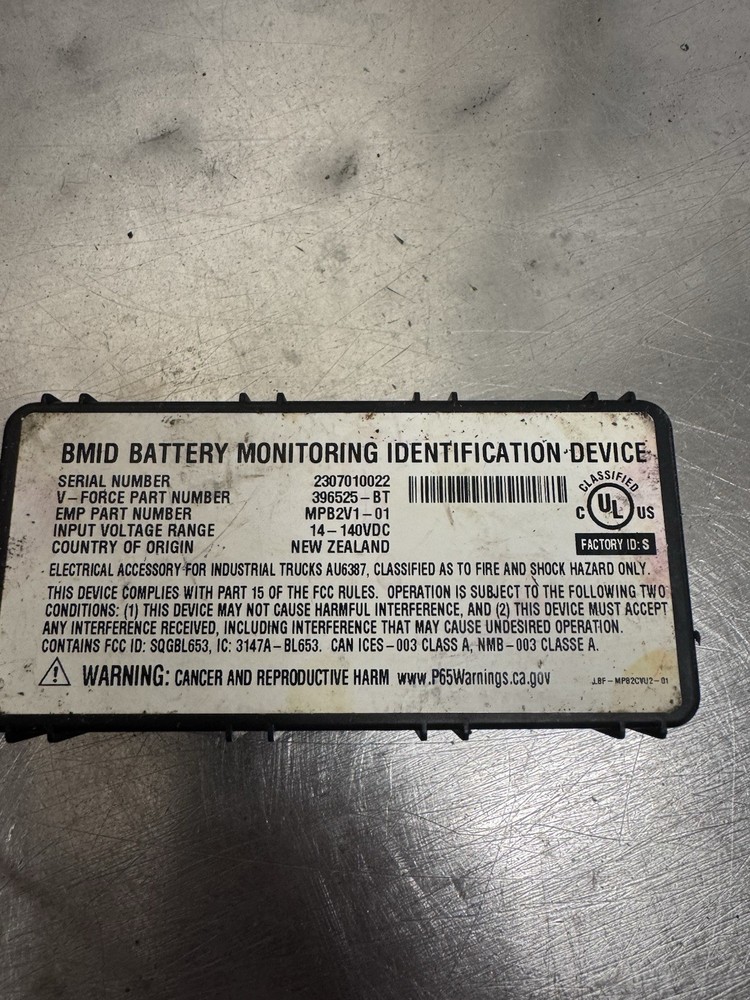 BMID BATTERY MONITORING IDENTIFICATION DEVICE
SERIAL NUMBER 2307010022
V-FORCE PART NUMBER 396525-BT
EMP PART NUMBER MPB2V1-01
INPUT VOLTAGE RANGE 14-140VDC
COUNTRY OF ORIGIN NEW ZEALAND
CLASSIFIED
C UL US
FACTORY ID: S
ELECTRICAL ACCESSORY FOR INDUSTRIAL TRUCKS AU6387, CLASSIFIED AS TO FIRE AND SHOCK HAZARD ONLY.
THIS DEVICE COMPLIES WITH PART 15 OF THE FCC RULES. OPERATION IS SUBJECT TO THE FOLLOWING TWO
CONDITIONS: (1) THIS DEVICE MAY NOT CAUSE HARMFUL INTERFERENCE, AND (2) THIS DEVICE MUST ACCEPT
ANY INTERFERENCE RECEIVED, INCLUDING INTERFERENCE THAT MAY CAUSE UNDESIRED OPERATION.
CONTAINS FCC ID: SQGBL653, IC: 3147A-BL653. CAN ICES-003 CLASS A, NMB-003 CLASSE A.
WARNING: CANCER AND REPRODUCTIVE HARM www.P65Warnings.ca.gov